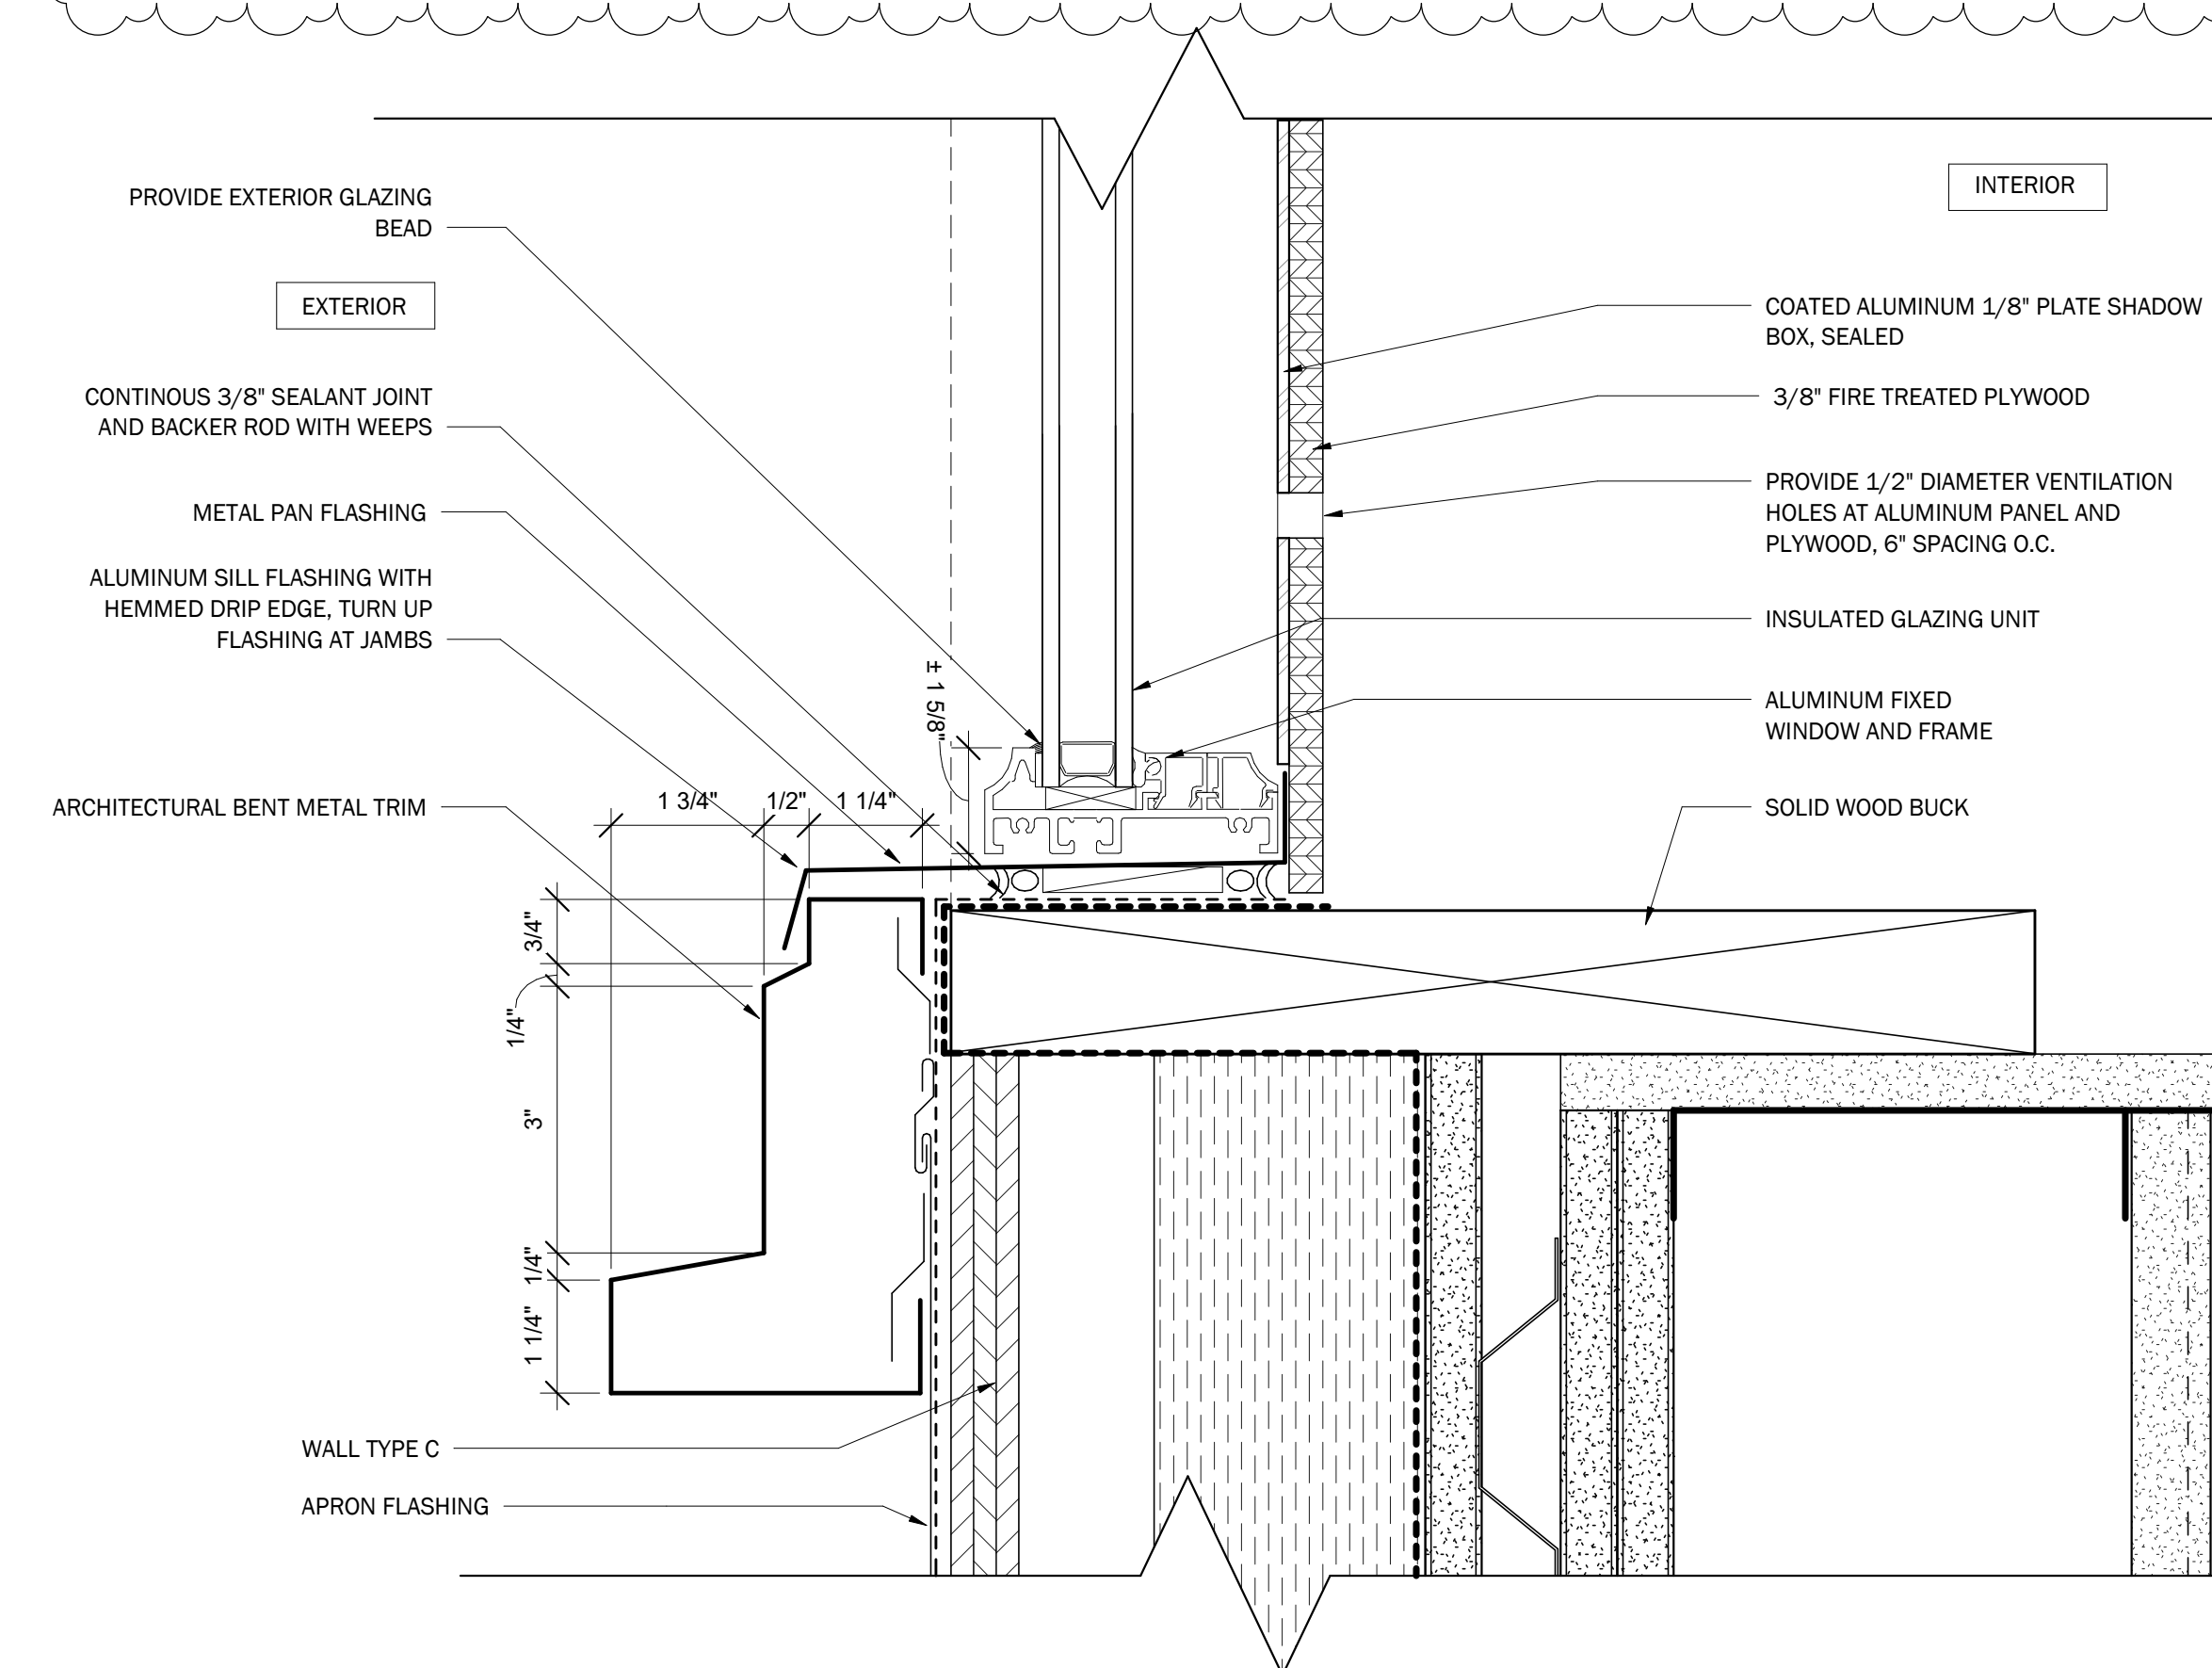 PROVIDE EXTERIOR GLAZING
BEAD
EXTERIOR
CONTINOUS 3/8" SEALANT JOINT
AND BACKER ROD WITH WEEPS
METAL PAN FLASHING
ALUMINUM SILL FLASHING WITH
HEMMED DRIP EDGE, TURN UP
FLASHING AT JAMBS
ARCHITECTURAL BENT METAL TRIM
WALL TYPE C
APRON FLASHING
± 1 5/8"
1 3/4"
1/2"
1 1/4"
3/4"
1/4"
3"
1/4"
1 1/4"
INTERIOR
COATED ALUMINUM 1/8" PLATE SHADOW
BOX, SEALED
3/8" FIRE TREATED PLYWOOD
PROVIDE 1/2" DIAMETER VENTILATION
HOLES AT ALUMINUM PANEL AND
PLYWOOD, 6" SPACING O.C.
INSULATED GLAZING UNIT
ALUMINUM FIXED
WINDOW AND FRAME
SOLID WOOD BUCK